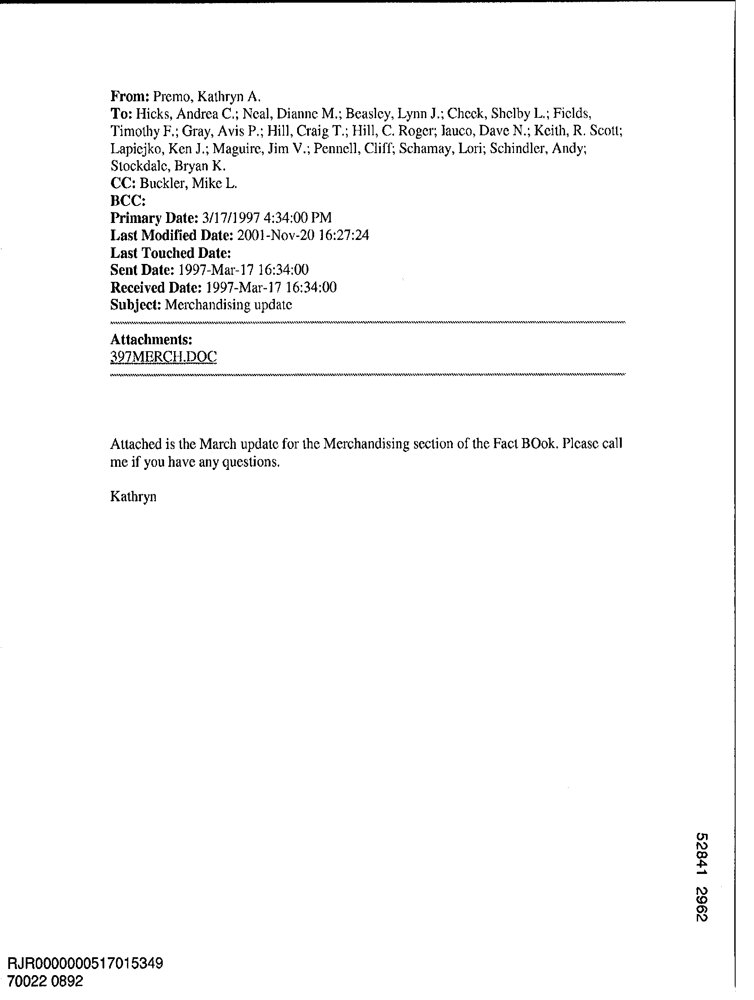 From: Premo, Kathryn A.
To: Hicks, Andrea C.; Neal, Dianne M.; Beasley, Lynn J.; Cheek, Shelby L.; Fields,
Timothy F.; Gray, Avis P.; Hill, Craig T.; Hill, C. Roger; Iauco, Dave N.; Keith, R. Scott;
Lapiejko, Ken J.; Maguire, Jim V.; Pennell, Cliff; Schamay, Lori; Schindler, Andy;
Stockdale, Bryan K.
CC: Buckler, Mike L.
BCC:
Primary Date: 3/17/1997 4:34:00 PM
Last Modified Date: 2001-Nov-20 16:27:24
Last Touched Date:
Sent Date: 1997-Mar-17 16:34:00
Received Date: 1997-Mar-17 16:34:00
Subject: Merchandising update
Attachments:
397MERCH.DOC
Attached is the March update for the Merchandising section of the Fact BOok. Please call
me if you have any questions.
Kathryn
52841 2962
RJR0000000517015349
70022 0892